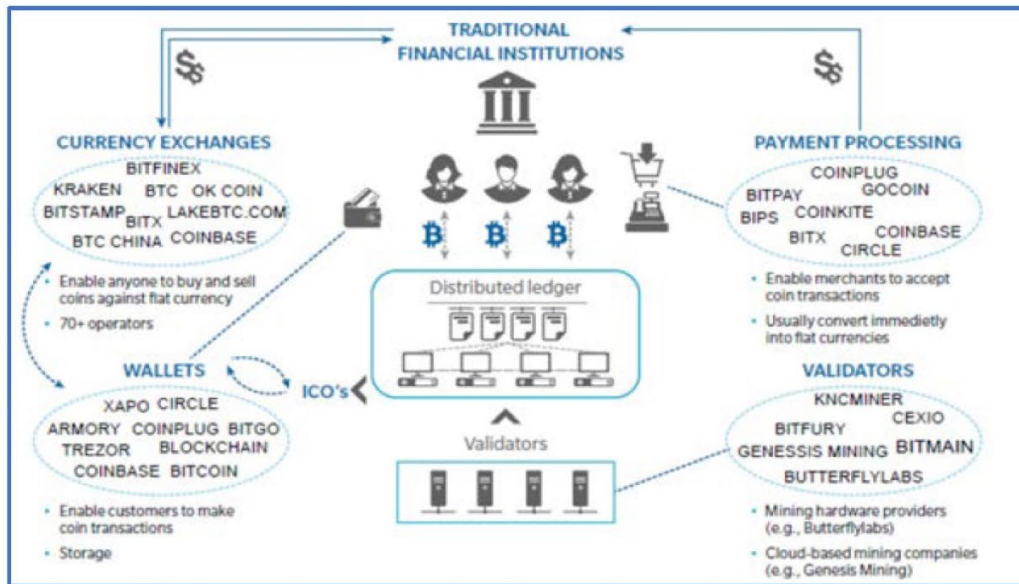 TRADITIONAL
FINANCIAL INSTITUTIONS
CURRENCY EXCHANGES
BITFINEX
KRAKEN BTC OK COIN
BITSTAMP BITX LAKEBTC.COM
BTC CHINA COINBASE
• Enable anyone to buy and sell
coins against fiat currency
• 70+ operators
WALLETS
XAPO CIRCLE
ARMORY COINPLUG BITGO
TREZOR BLOCKCHAIN
COINBASE BITCOIN
• Enable customers to make
coin transactions
• Storage
ICO's
Distributed ledger
Validators
PAYMENT PROCESSING
COINPLUG
BITPAY GOCOIN
BIPS COINKITE
BITX COINBASE
CIRCLE
• Enable merchants to accept
coin transactions
• Usually convert immedietly
into fiat currencies
VALIDATORS
KNCMINER
BITFURY CEXIO
GENESSIS MINING BITMAIN
BUTTERFLYLABS
• Mining hardware providers
(e.g., Butterflylabs)
• Cloud-based mining companies
(e.g., Genesis Mining)